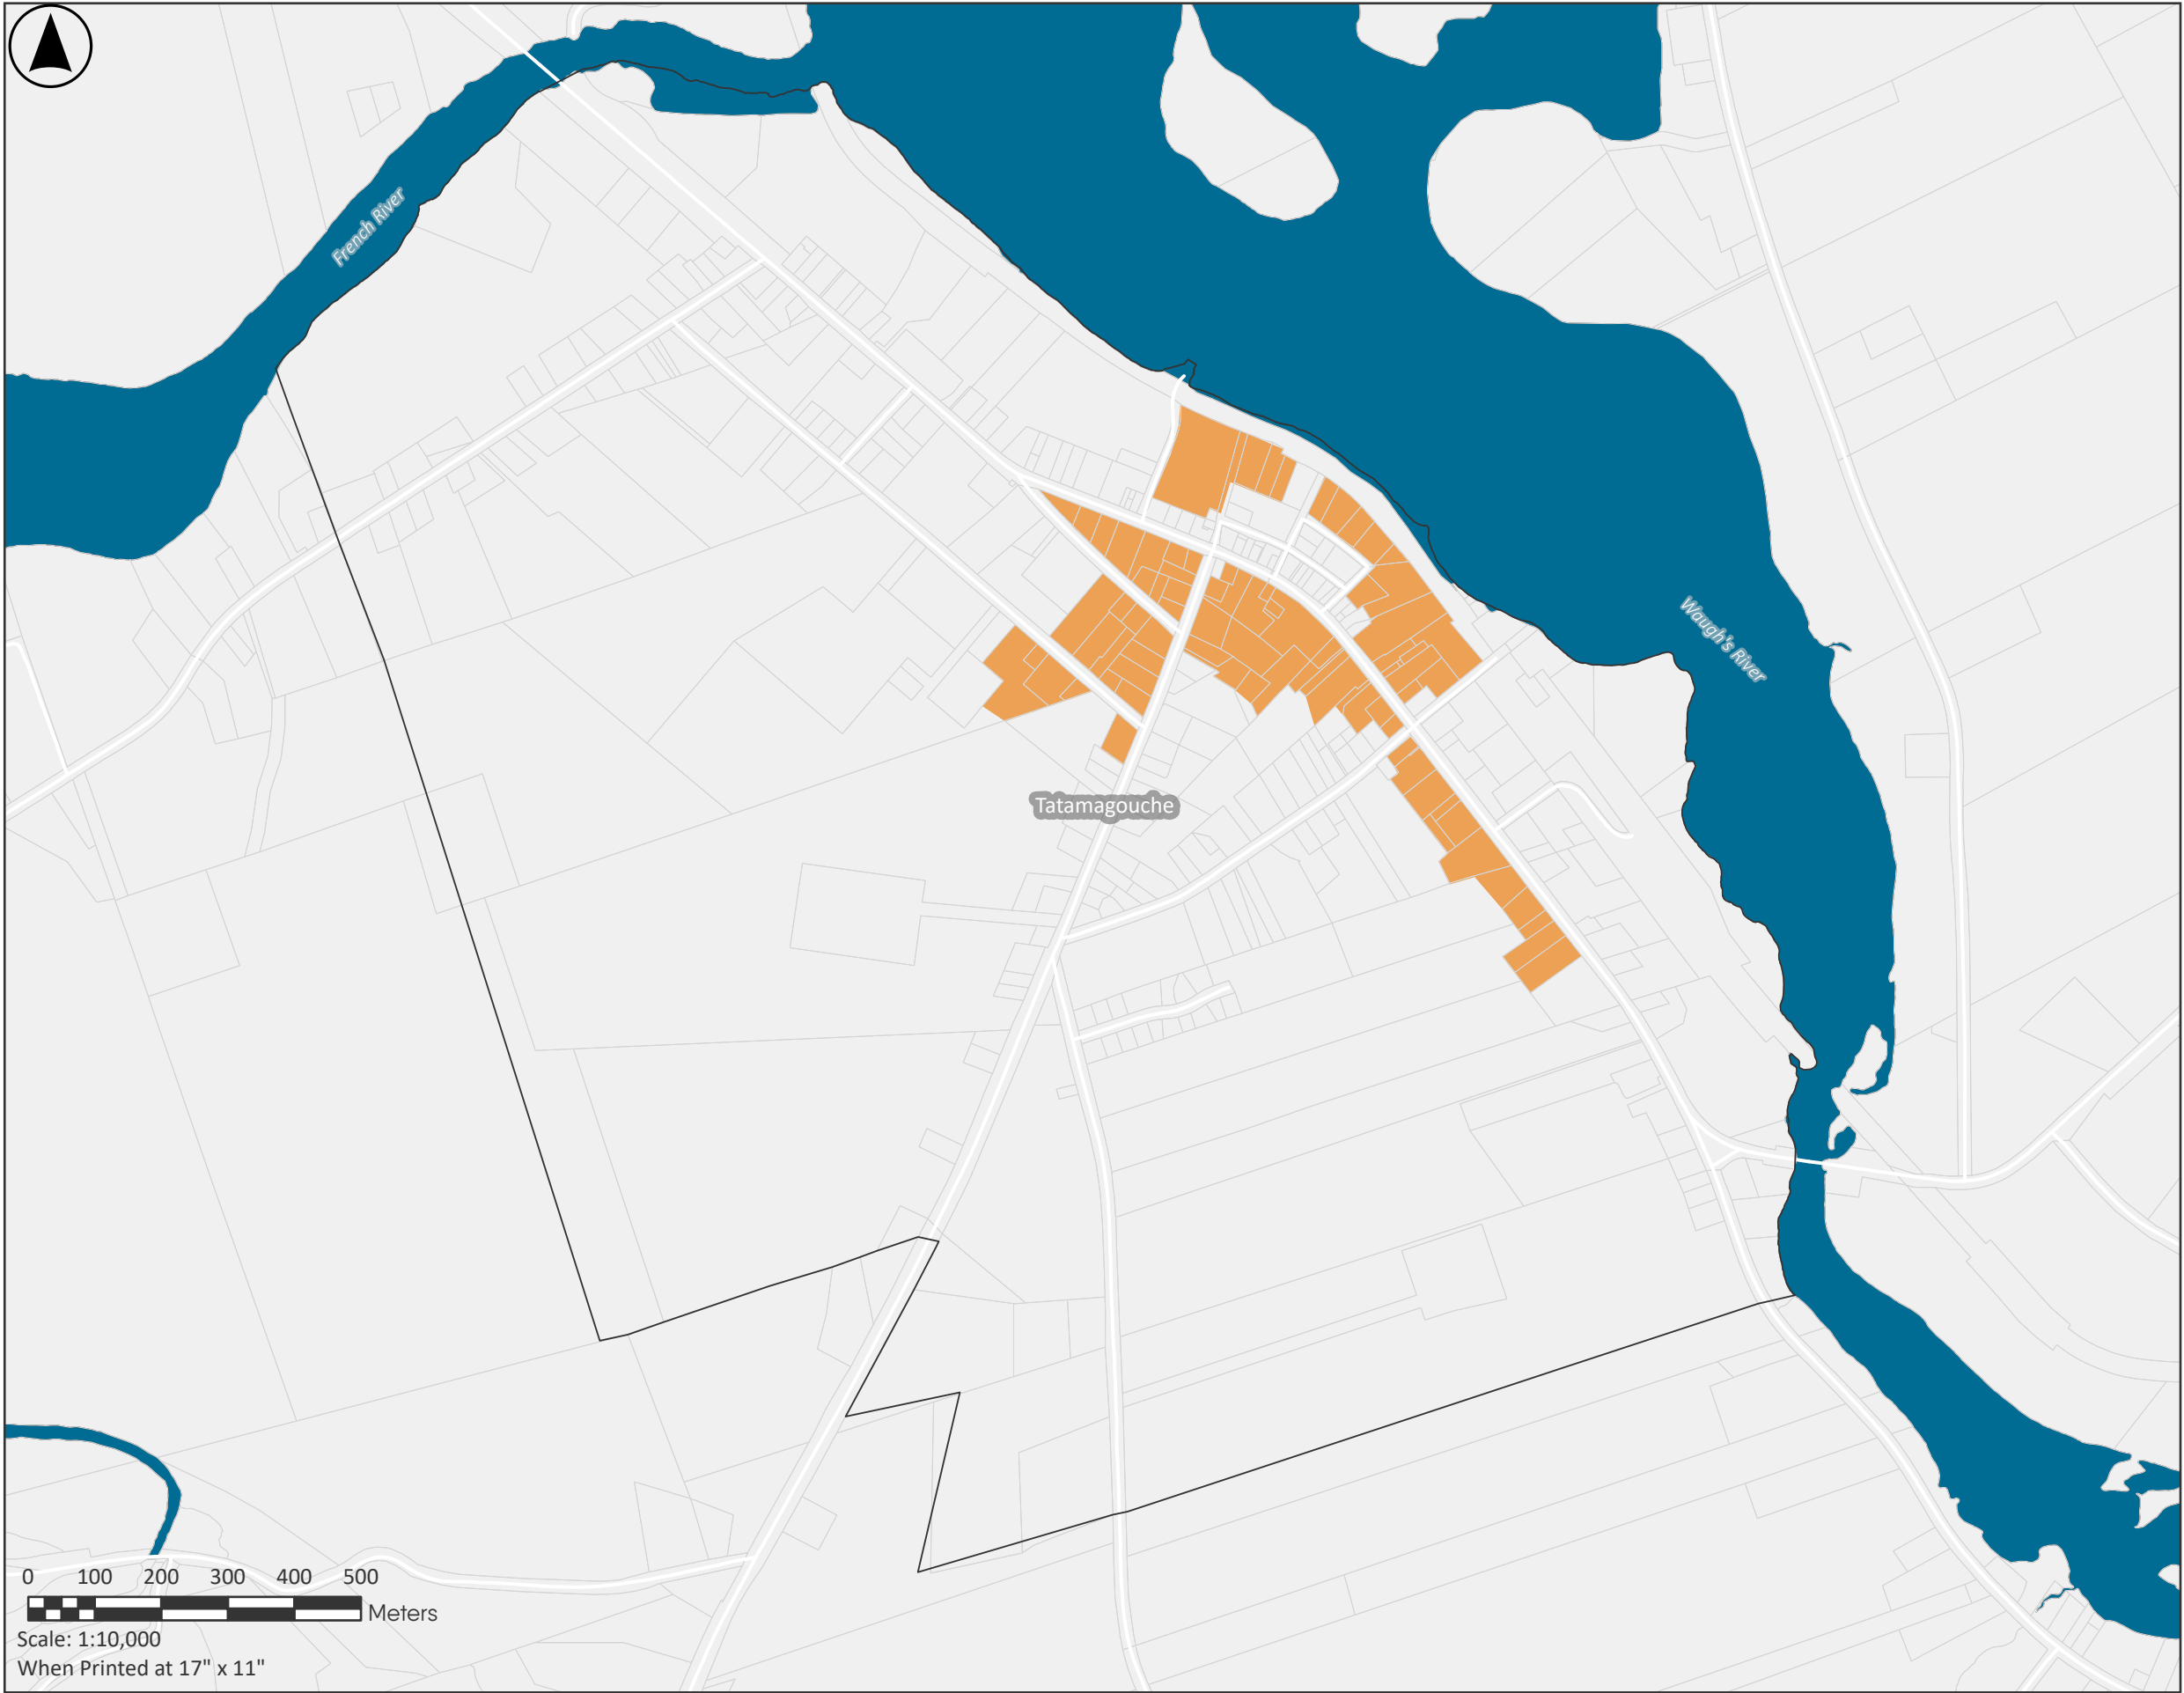 French River
Waugh's River
Tatamagouche
0 100 200 300 400 500
Meters
Scale: 1:10,000
When Printed at 17" x 11"